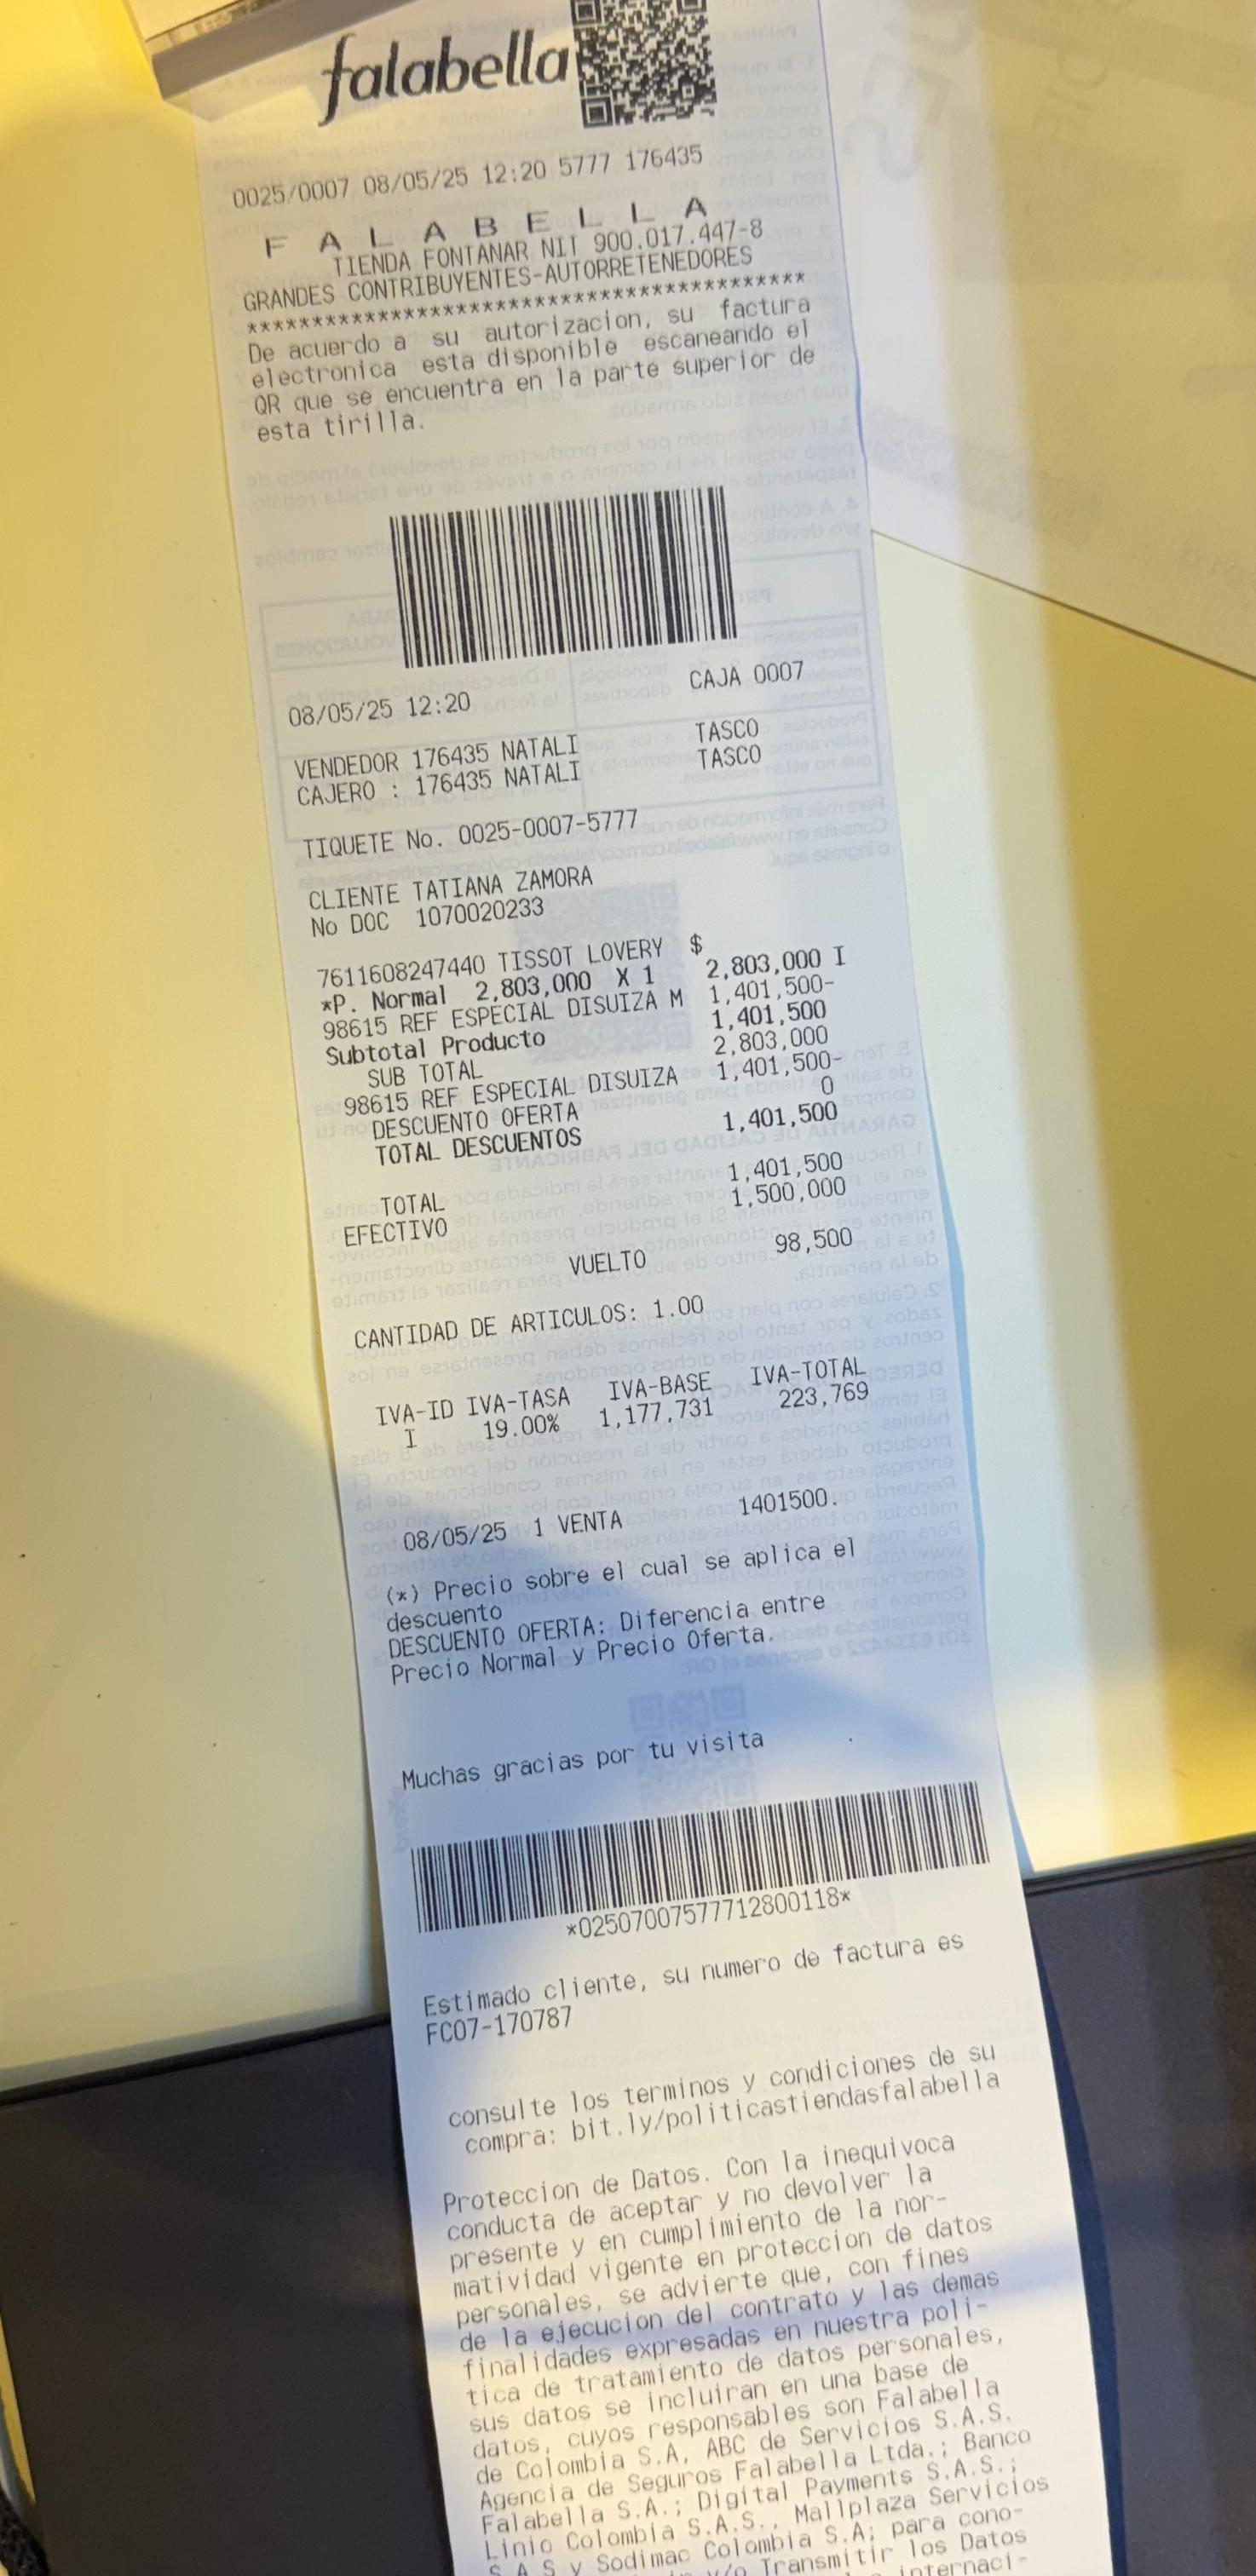 falabella
0025/0007 08/05/25 12:20 5777 176435
F A L A B E L L A
TIENDA FONTANAR NIT 900.017.447-8
GRANDES CONTRIBUYENTES-AUTORRETENEDORES
*******************************************
De acuerdo a su autorizacion, su factura
electronica esta disponible escaneando el
QR que se encuentra en la parte superior de
esta tirilla.
08/05/25 12:20 CAJA 0007
VENDEDOR 176435 NATALI TASCO
CAJERO : 176435 NATALI TASCO
TIQUETE No. 0025-0007-5777
CLIENTE TATIANA ZAMORA
No DOC 1070020233
7611608247440 TISSOT LOVERY $
*P. Normal 2,803,000 X 1 2,803,000 I
98615 REF ESPECIAL DISUIZA M 1,401,500-
Subtotal Producto 1,401,500
SUB TOTAL 2,803,000
98615 REF ESPECIAL DISUIZA 1,401,500-
DESCUENTO OFERTA 0
TOTAL DESCUENTOS 1,401,500
TOTAL 1,401,500
EFECTIVO 1,500,000
VUELTO 98,500
CANTIDAD DE ARTICULOS: 1.00
IVA-ID IVA-TASA IVA-BASE IVA-TOTAL
I 19.00% 1,177,731 223,769
08/05/25 1 VENTA 1401500.
(*) Precio sobre el cual se aplica el
descuento
DESCUENTO OFERTA: Diferencia entre
Precio Normal y Precio Oferta.
Muchas gracias por tu visita
*02507007577712800118*
Estimado cliente, su numero de factura es
FC07-170787
consulte los terminos y condiciones de su
compra: bit.ly/politicastiendasfalabella
Proteccion de Datos. Con la inequivoca
conducta de aceptar y no devolver la
presente y en cumplimiento de la nor-
matividad vigente en proteccion de datos
personales, se advierte que, con fines
de la ejecucion del contrato y las demas
finalidades expresadas en nuestra poli-
tica de tratamiento de datos personales,
sus datos se incluiran en una base de
datos, cuyos responsables son Falabella
de Colombia S.A, ABC de Servicios S.A.S.
Agencia de Seguros Falabella Ltda.; Banco
Falabella S.A.; Digital Payments S.A.S.;
Linio Colombia S.A.S., Mallplaza Servicios
S.A.S y Sodimac Colombia S.A; para cono-
y/o Transmitir los Datos
internaci-